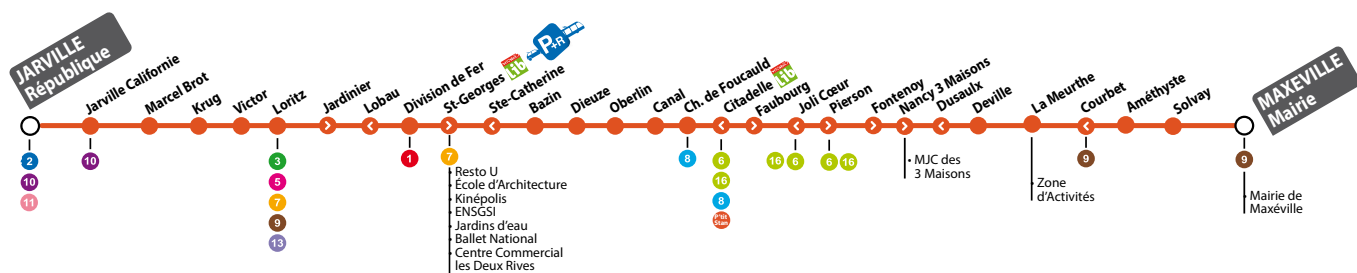 JARVILLE
République
Jarville Californie
Marcel Brot
Krug
Victor
Loritz
Jardinier
Lobau
Division de Fer
St-Georges
Lib
P+R
Ste-Catherine
Bazin
Dieuze
Oberlin
Canal
Ch. de Foucauld
Citadelle
Lib
Faubourg
Joli Cœur
Pierson
Fontenoy
Nancy 3 Maisons
Dusaulx
Deville
La Meurthe
Courbet
Améthyste
Solvay
MAXEVILLE
Mairie
2
10
11
10
3
5
7
9
13
1
7
Resto U
École d'Architecture
Kinépolis
ENSGSI
Jardins d'eau
Ballet National
Centre Commercial
les Deux Rives
8
6
16
8
P'tit
Stan
16 6
6 16
MJC des
3 Maisons
Zone
d'Activités
9
9
Mairie de
Maxéville